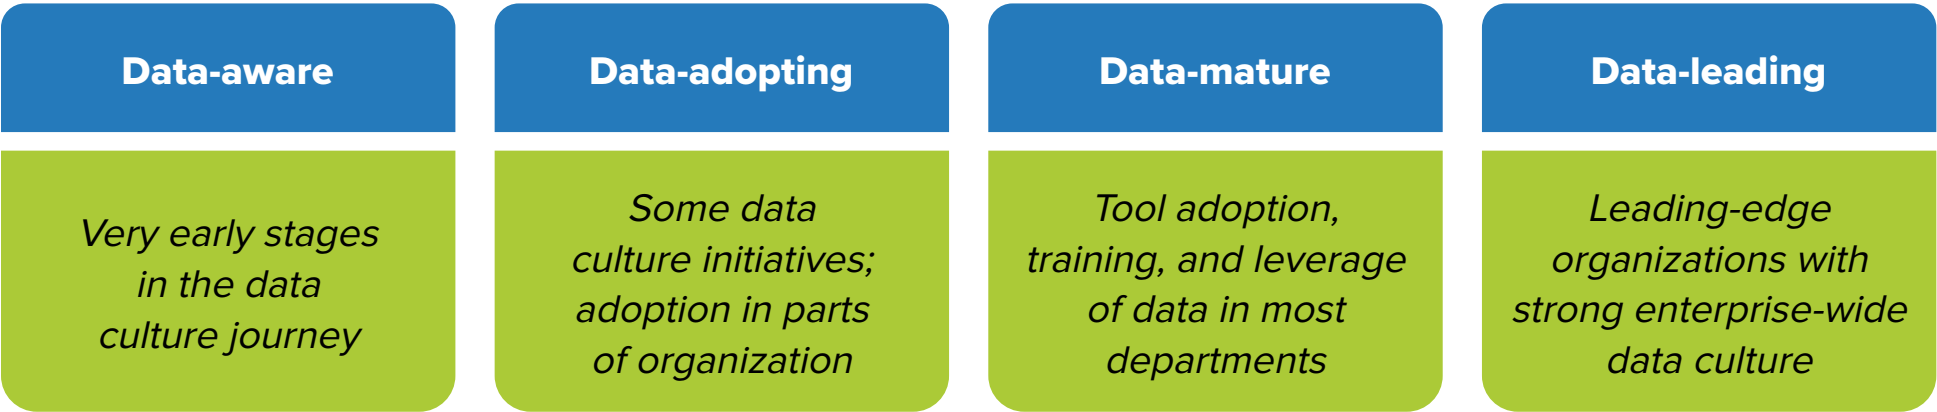 Data-aware
Very early stages
in the data
culture journey
Data-adopting
Some data
culture initiatives;
adoption in parts
of organization
Data-mature
Tool adoption,
training, and leverage
of data in most
departments
Data-leading
Leading-edge
organizations with
strong enterprise-wide
data culture